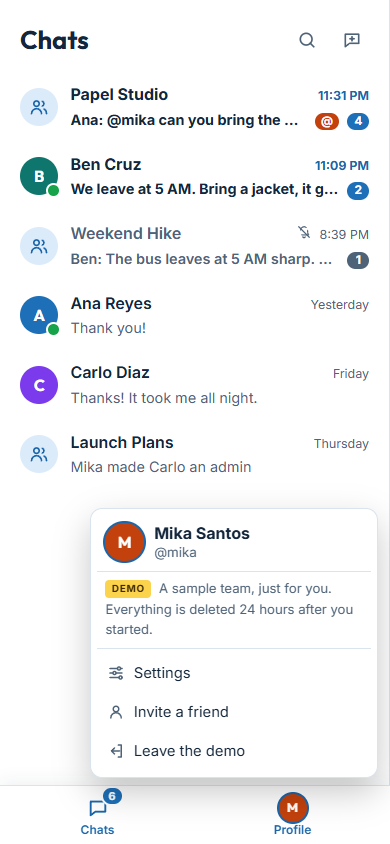 Chats
Papel Studio 11:31 PM
Ana: @mika can you bring the ... @ 4
B Ben Cruz 11:09 PM
We leave at 5 AM. Bring a jacket, it g... 2
Weekend Hike 8:39 PM
Ben: The bus leaves at 5 AM sharp. ... 1
A Ana Reyes Yesterday
Thank you!
C Carlo Diaz Friday
Thanks! It took me all night.
Launch Plans Thursday
Mika made Carlo an admin
M Mika Santos
@mika
DEMO A sample team, just for you.
Everything is deleted 24 hours after you
started.
Settings
Invite a friend
Leave the demo
6 M
Chats Profile